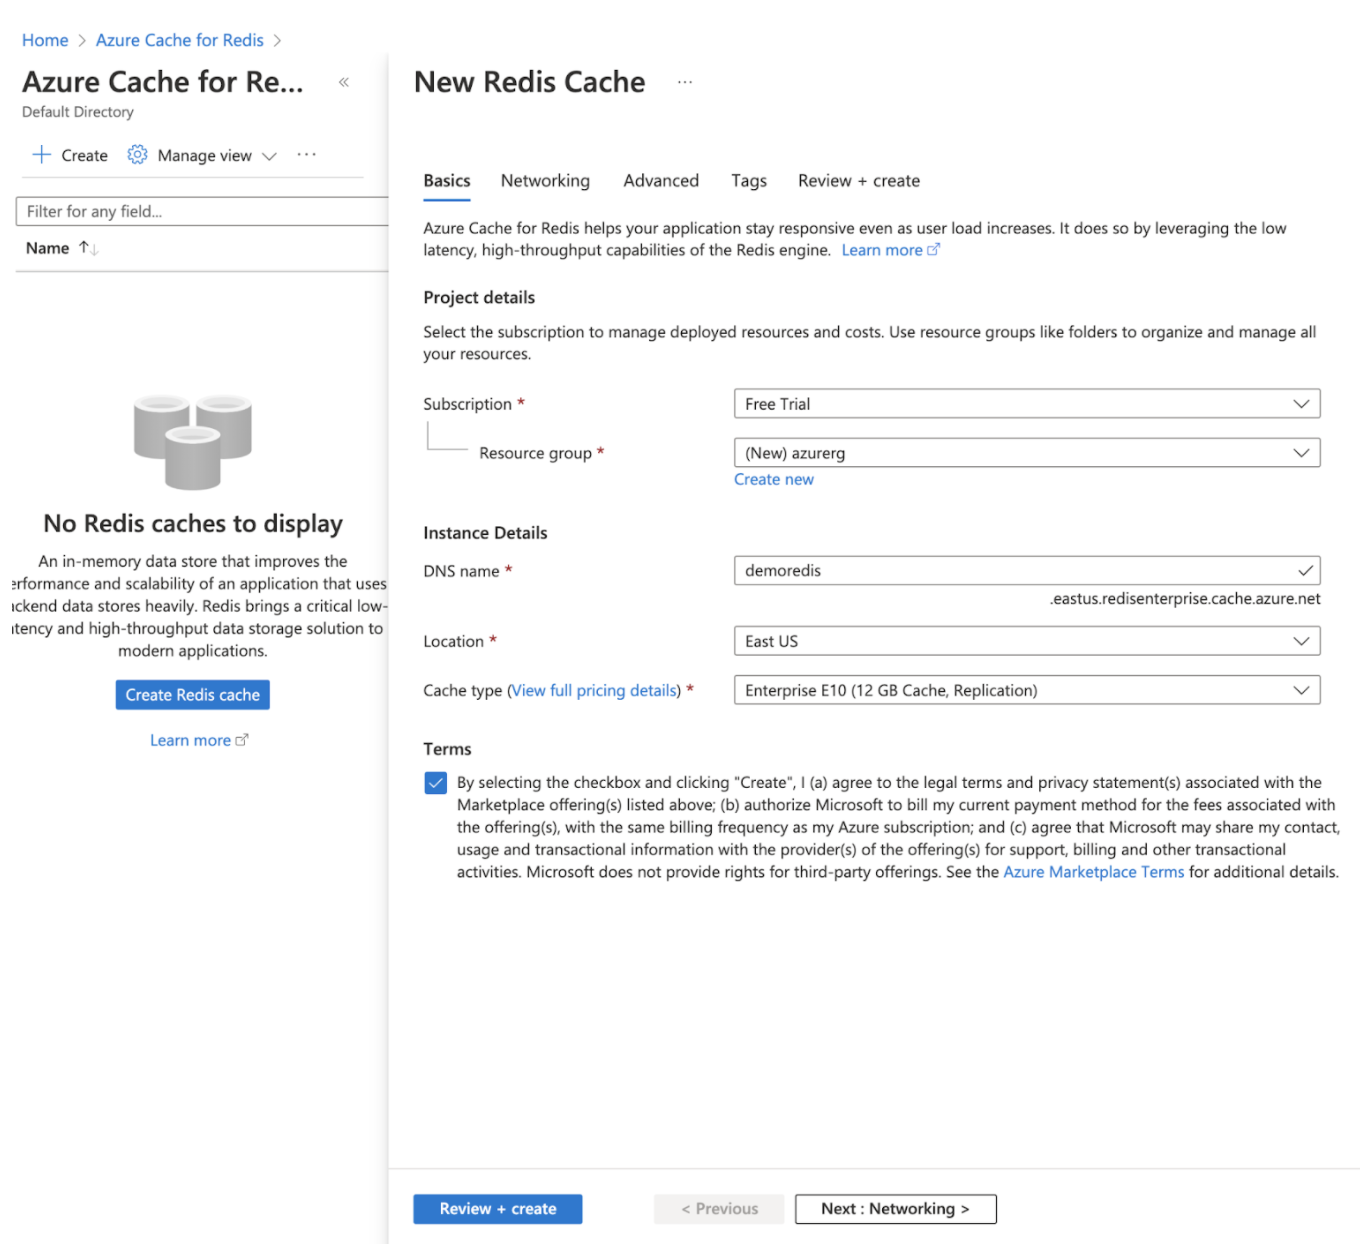 Home > Azure Cache for Redis >
Azure Cache for Re... «
Default Directory
+ Create Manage view ···
Filter for any field...
Name ↑↓
No Redis caches to display
An in-memory data store that improves the
erformance and scalability of an application that uses
ckend data stores heavily. Redis brings a critical low-
tency and high-throughput data storage solution to
modern applications.
Create Redis cache
Learn more
New Redis Cache ···
Basics Networking Advanced Tags Review + create
Azure Cache for Redis helps your application stay responsive even as user load increases. It does so by leveraging the low
latency, high-throughput capabilities of the Redis engine. Learn more
Project details
Select the subscription to manage deployed resources and costs. Use resource groups like folders to organize and manage all
your resources.
Subscription * Free Trial
Resource group * (New) azurerg
Create new
Instance Details
DNS name * demoredis
.eastus.redisenterprise.cache.azure.net
Location * East US
Cache type (View full pricing details) * Enterprise E10 (12 GB Cache, Replication)
Terms
By selecting the checkbox and clicking "Create", I (a) agree to the legal terms and privacy statement(s) associated with the
Marketplace offering(s) listed above; (b) authorize Microsoft to bill my current payment method for the fees associated with
the offering(s), with the same billing frequency as my Azure subscription; and (c) agree that Microsoft may share my contact,
usage and transactional information with the provider(s) of the offering(s) for support, billing and other transactional
activities. Microsoft does not provide rights for third-party offerings. See the Azure Marketplace Terms for additional details.
Review + create < Previous Next : Networking >